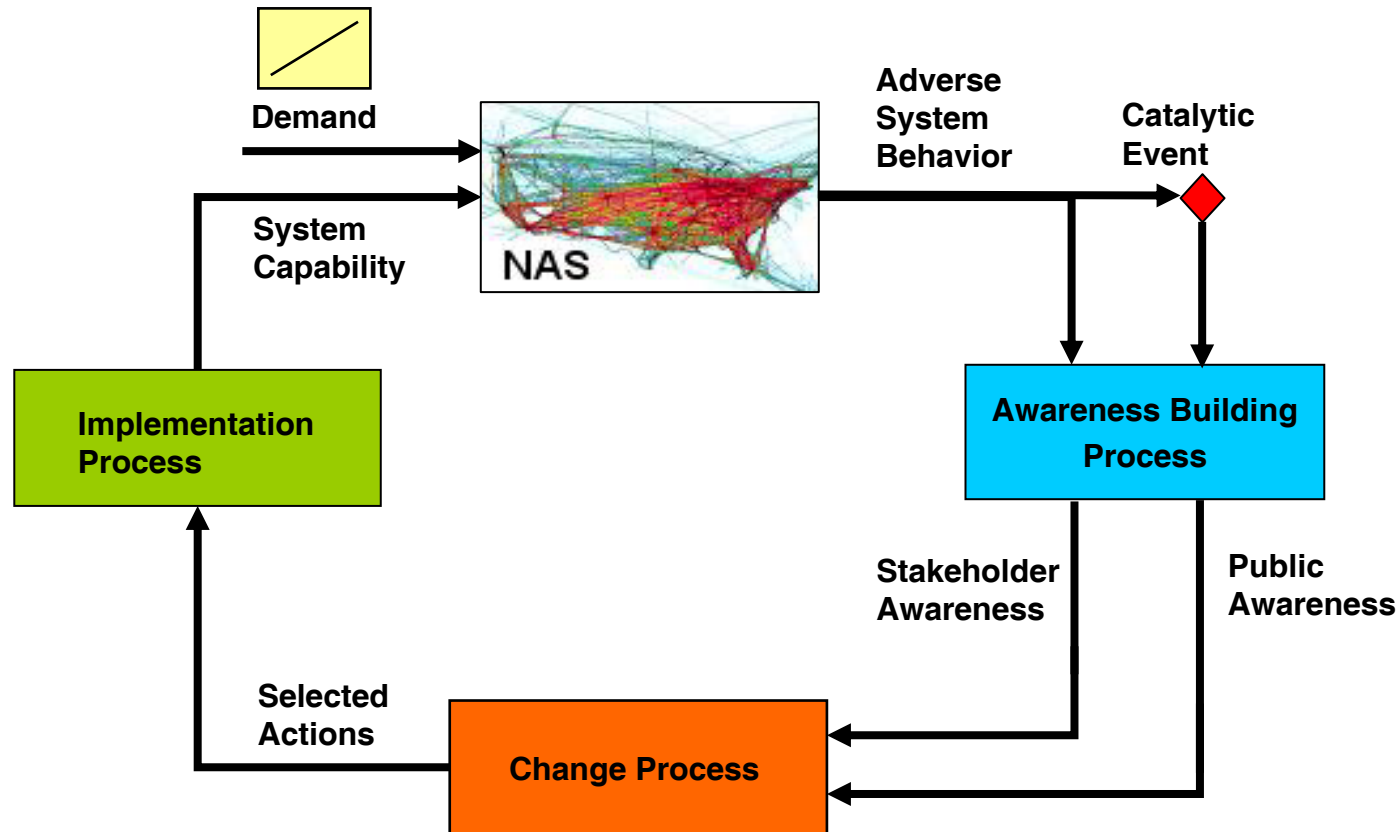 Demand
System
Capability
NAS
Adverse
System
Behavior
Catalytic
Event
Implementation
Process
Awareness Building
Process
Stakeholder
Awareness
Public
Awareness
Selected
Actions
Change Process